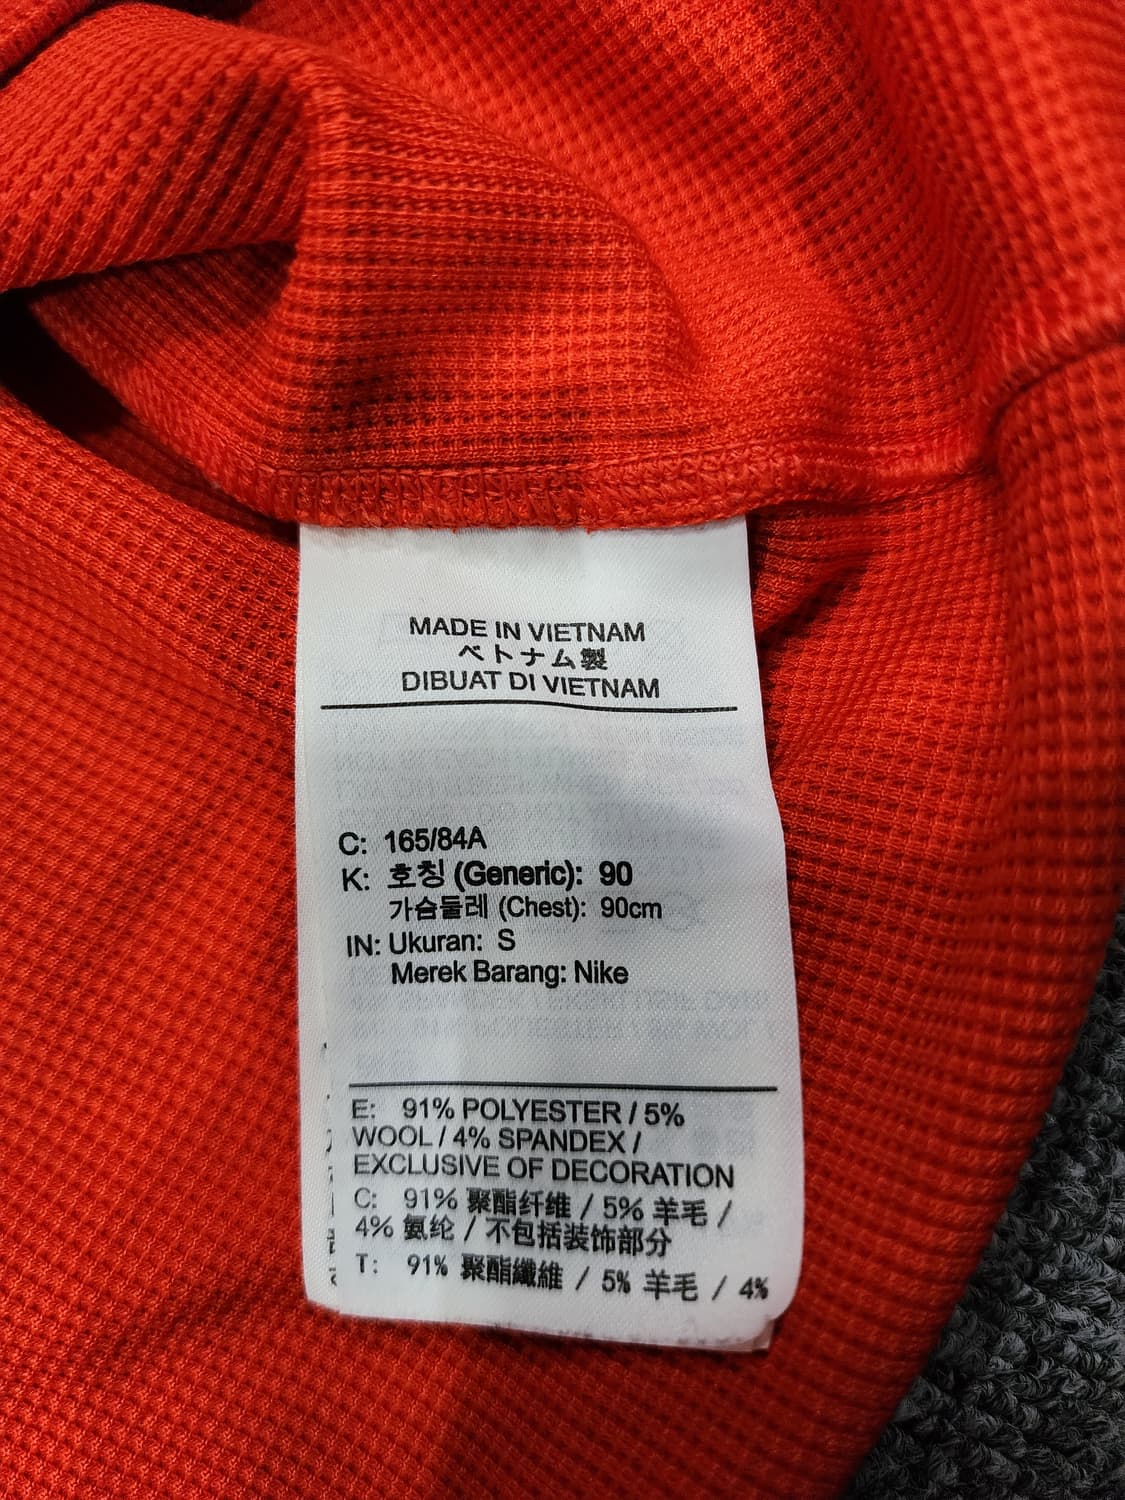 MADE IN VIETNAM
ベトナム製
DIBUAT DI VIETNAM
C: 165/84A
K: 호칭 (Generic): 90
가슴둘레 (Chest): 90cm
IN: Ukuran: S
Merek Barang: Nike
E: 91% POLYESTER / 5%
WOOL / 4% SPANDEX /
EXCLUSIVE OF DECORATION
C: 91% 聚酯纤维 / 5% 羊毛 /
4% 氨纶 / 不包括装饰部分
T: 91% 聚酯纖維 / 5% 羊毛 / 4%